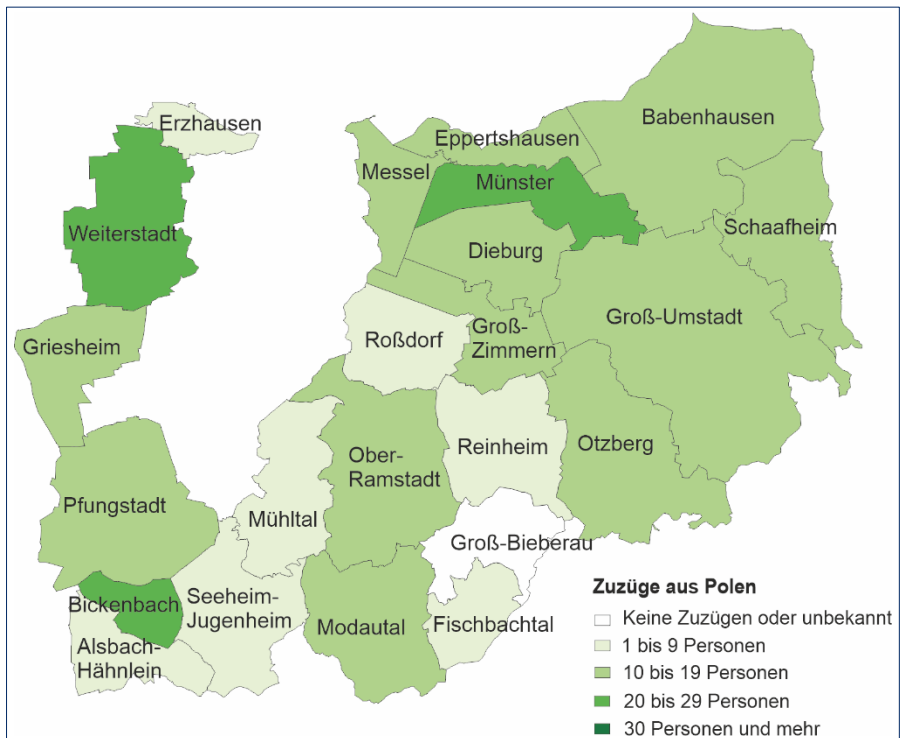 Erzhausen
Babenhausen
Eppertshausen
Messel
Münster
Schaafheim
Weiterstadt
Dieburg
Groß-Umstadt
Griesheim
Roßdorf
Groß-
Zimmern
Reinheim
Otzberg
Ober-
Ramstadt
Pfungstadt
Mühltal
Groß-Bieberau
Bickenbach
Seeheim-
Jugenheim
Modautal
Fischbachtal
Alsbach-
Hähnlein
Zuzüge aus Polen
Keine Zuzügen oder unbekannt
1 bis 9 Personen
10 bis 19 Personen
20 bis 29 Personen
30 Personen und mehr